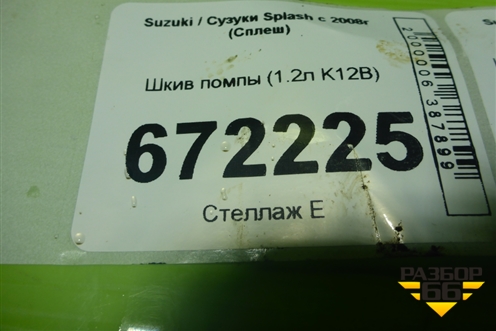 Suzuki / Сузуки Splash с 2008г
(Сплеш)
Шкив помпы (1.2л K12B)
672225
Стеллаж Е
2000006387899
РАЗБОР
66